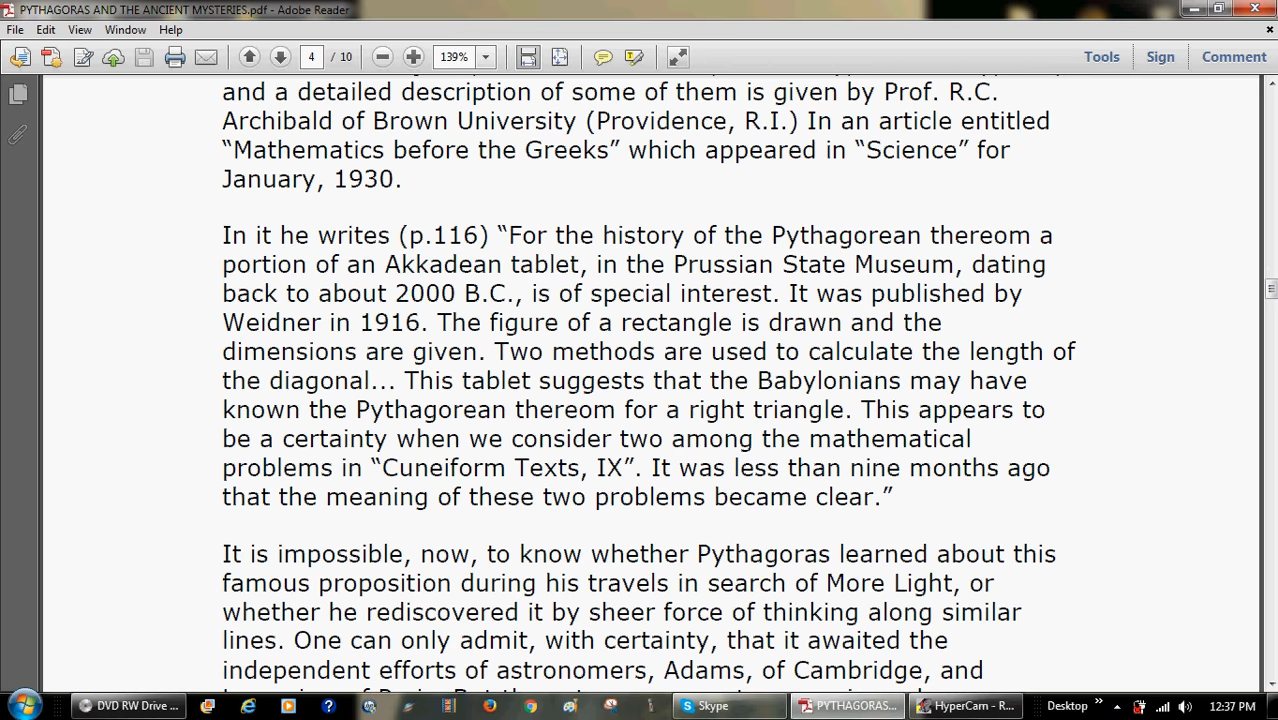 PYTHAGORAS AND THE ANCIENT MYSTERIES.pdf - Adobe Reader
File Edit View Window Help
4 / 10 139% Tools Sign Comment
and a detailed description of some of them is given by Prof. R.C.
Archibald of Brown University (Providence, R.I.) In an article entitled
“Mathematics before the Greeks” which appeared in “Science” for
January, 1930.
In it he writes (p.116) “For the history of the Pythagorean thereom a
portion of an Akkadean tablet, in the Prussian State Museum, dating
back to about 2000 B.C., is of special interest. It was published by
Weidner in 1916. The figure of a rectangle is drawn and the
dimensions are given. Two methods are used to calculate the length of
the diagonal... This tablet suggests that the Babylonians may have
known the Pythagorean thereom for a right triangle. This appears to
be a certainty when we consider two among the mathematical
problems in “Cuneiform Texts, IX”. It was less than nine months ago
that the meaning of these two problems became clear.”
It is impossible, now, to know whether Pythagoras learned about this
famous proposition during his travels in search of More Light, or
whether he rediscovered it by sheer force of thinking along similar
lines. One can only admit, with certainty, that it awaited the
independent efforts of astronomers, Adams, of Cambridge, and
DVD RW Drive ... Skype PYTHAGORAS... HyperCam - R... Desktop 12:37 PM